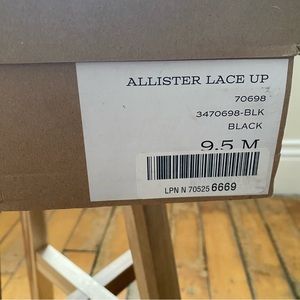 ALLISTER LACE UP
70698
3470698-BLK
BLACK
9.5 M
LPN N 70525 6669